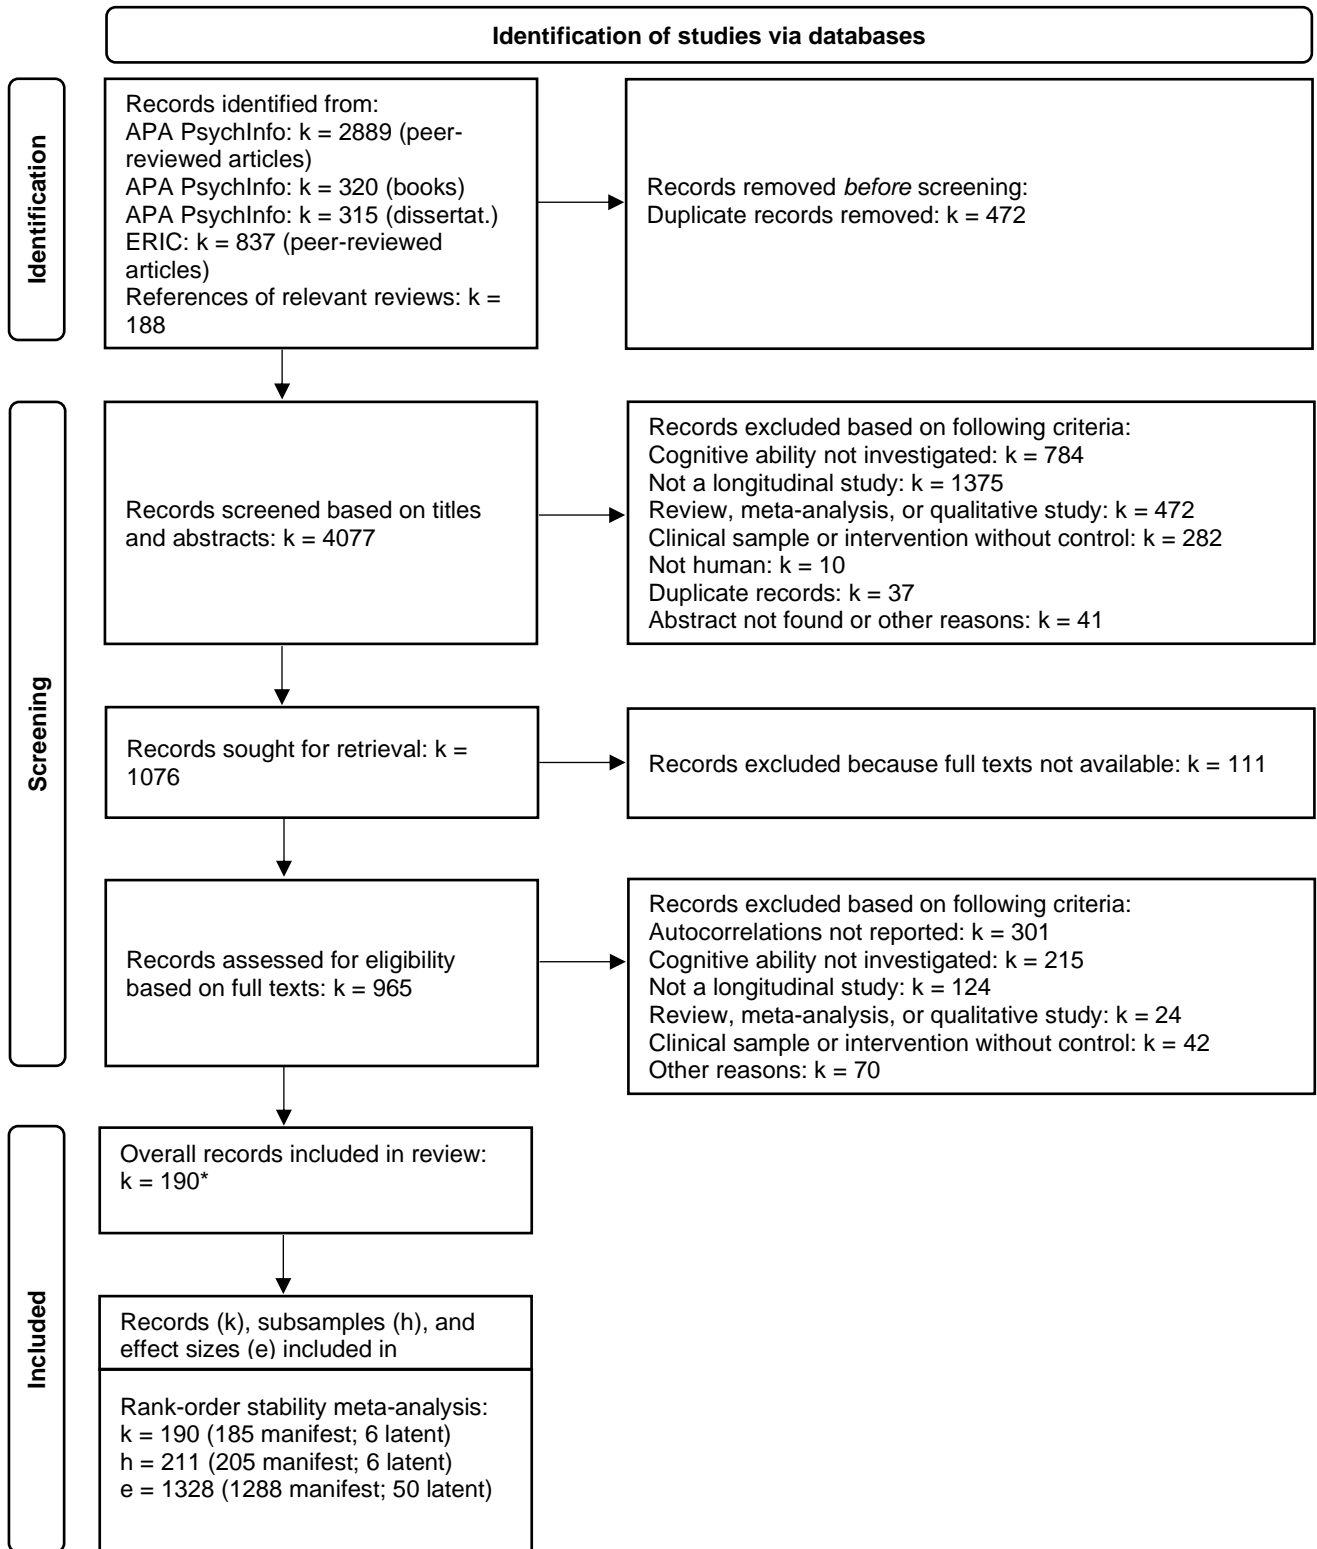 Identification of studies via databases
Identification
Records identified from:
APA PsychInfo: k = 2889 (peer-
reviewed articles)
APA PsychInfo: k = 320 (books)
APA PsychInfo: k = 315 (dissertat.)
ERIC: k = 837 (peer-reviewed
articles)
References of relevant reviews: k =
188
Records removed before screening:
Duplicate records removed: k = 472
Screening
Records screened based on titles
and abstracts: k = 4077
Records excluded based on following criteria:
Cognitive ability not investigated: k = 784
Not a longitudinal study: k = 1375
Review, meta-analysis, or qualitative study: k = 472
Clinical sample or intervention without control: k = 282
Not human: k = 10
Duplicate records: k = 37
Abstract not found or other reasons: k = 41
Records sought for retrieval: k =
1076
Records excluded because full texts not available: k = 111
Records assessed for eligibility
based on full texts: k = 965
Records excluded based on following criteria:
Autocorrelations not reported: k = 301
Cognitive ability not investigated: k = 215
Not a longitudinal study: k = 124
Review, meta-analysis, or qualitative study: k = 24
Clinical sample or intervention without control: k = 42
Other reasons: k = 70
Included
Overall records included in review:
k = 190*
Records (k), subsamples (h), and
effect sizes (e) included in
Rank-order stability meta-analysis:
k = 190 (185 manifest; 6 latent)
h = 211 (205 manifest; 6 latent)
e = 1328 (1288 manifest; 50 latent)